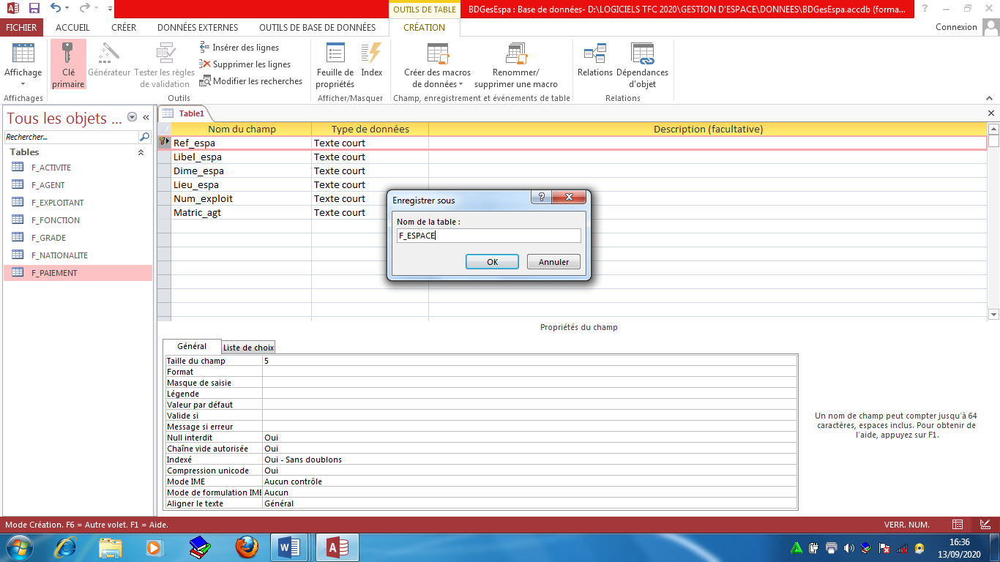 OUTILS DE TABLE
BDGesEspa : Base de données- D:\LOGICIELS TFC 2020\GESTION D'ESPACE\DONNEES\BDGesEspa.accdb (forma...
FICHIER ACCUEIL CRÉER DONNÉES EXTERNES OUTILS DE BASE DE DONNÉES CRÉATION Connexion
Affichage
Clé primaire
Générateur
Tester les règles de validation
Insérer des lignes
Supprimer les lignes
Modifier les recherches
Feuille de propriétés
Index
Créer des macros de données
Renommer/ supprimer une macro
Relations
Dépendances d'objet
Affichages Outils Afficher/Masquer Champ, enregistrement et événements de table Relations
Tous les objets ...
Rechercher...
Tables
F_ACTIVITE
F_AGENT
F_EXPLOITANT
F_FONCTION
F_GRADE
F_NATIONALITE
F_PAIEMENT
Table1
Nom du champ Type de données Description (facultative)
Ref_espa Texte court
Libel_espa Texte court
Dime_espa Texte court
Lieu_espa Texte court
Num_exploit Texte court
Matric_agt Texte court
Enregistrer sous
Nom de la table :
F_ESPACE
OK Annuler
Propriétés du champ
Général Liste de choix
Taille du champ 5
Format
Masque de saisie
Légende
Valeur par défaut
Valide si
Message si erreur
Null interdit Oui
Chaîne vide autorisée Oui
Indexé Oui - Sans doublons
Compression unicode Oui
Mode IME Aucun contrôle
Mode de formulation IME Aucun
Aligner le texte Général
Un nom de champ peut compter jusqu'à 64
caractères, espaces inclus. Pour obtenir de
l'aide, appuyez sur F1.
Mode Création. F6 = Autre volet. F1 = Aide. VERR. NUM.
16:36
13/09/2020